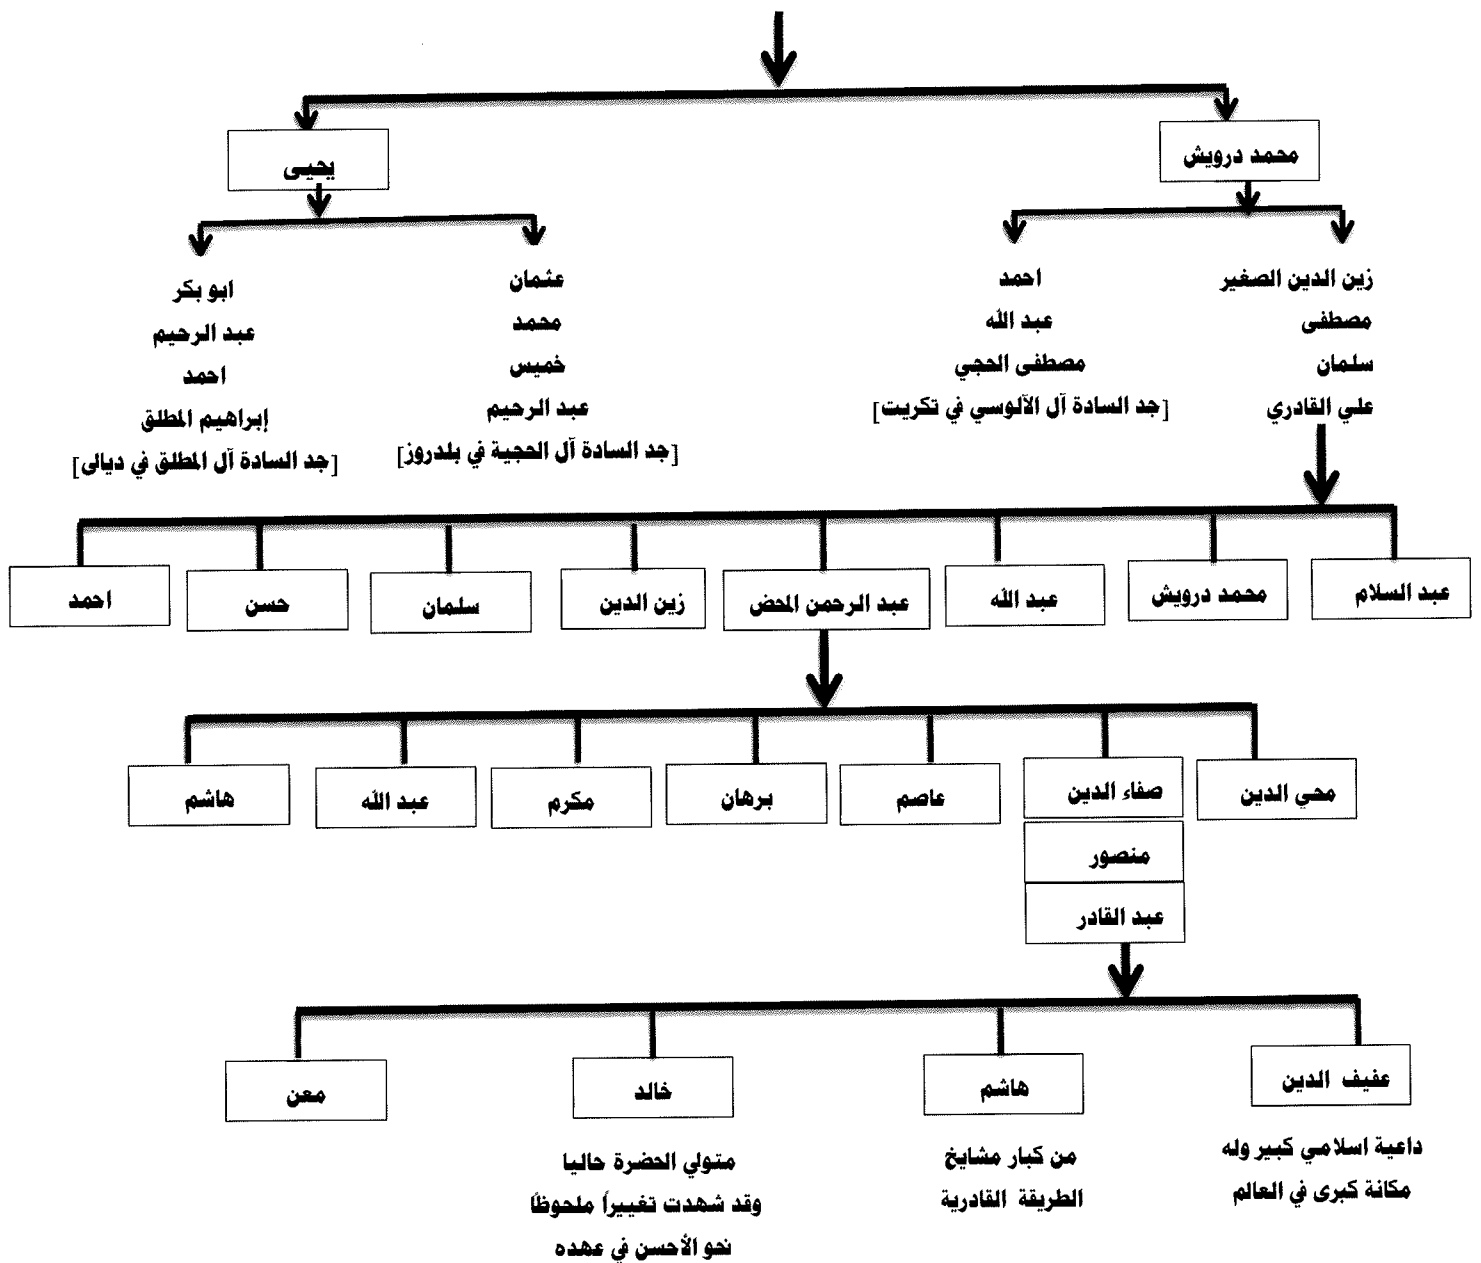 محمد درويش
يحيى
زين الدين الصغير
مصطفى
سلمان
علي القادري
احمد
عبد الله
مصطفى الحجي
[جد السادة آل الآلوسي في تكريت]
عثمان
محمد
خميس
عبد الرحيم
[جد السادة آل الحجية في بلدروز]
ابو بكر
عبد الرحيم
احمد
إبراهيم المطلق
[جد السادة آل المطلق في ديالى]
عبد السلام
محمد درويش
عبد الله
عبد الرحمن المحض
زين الدين
سلمان
حسن
احمد
محي الدين
صفاء الدين
عاصم
برهان
مكرم
عبد الله
هاشم
منصور
عبد القادر
عفيف الدين
هاشم
خالد
معن
داعية اسلامي كبير وله
مكانة كبرى في العالم
من كبار مشايخ
الطريقة القادرية
متولي الحضرة حاليا
وقد شهدت تغييراً ملحوظاً
نحو الأحسن في عهده